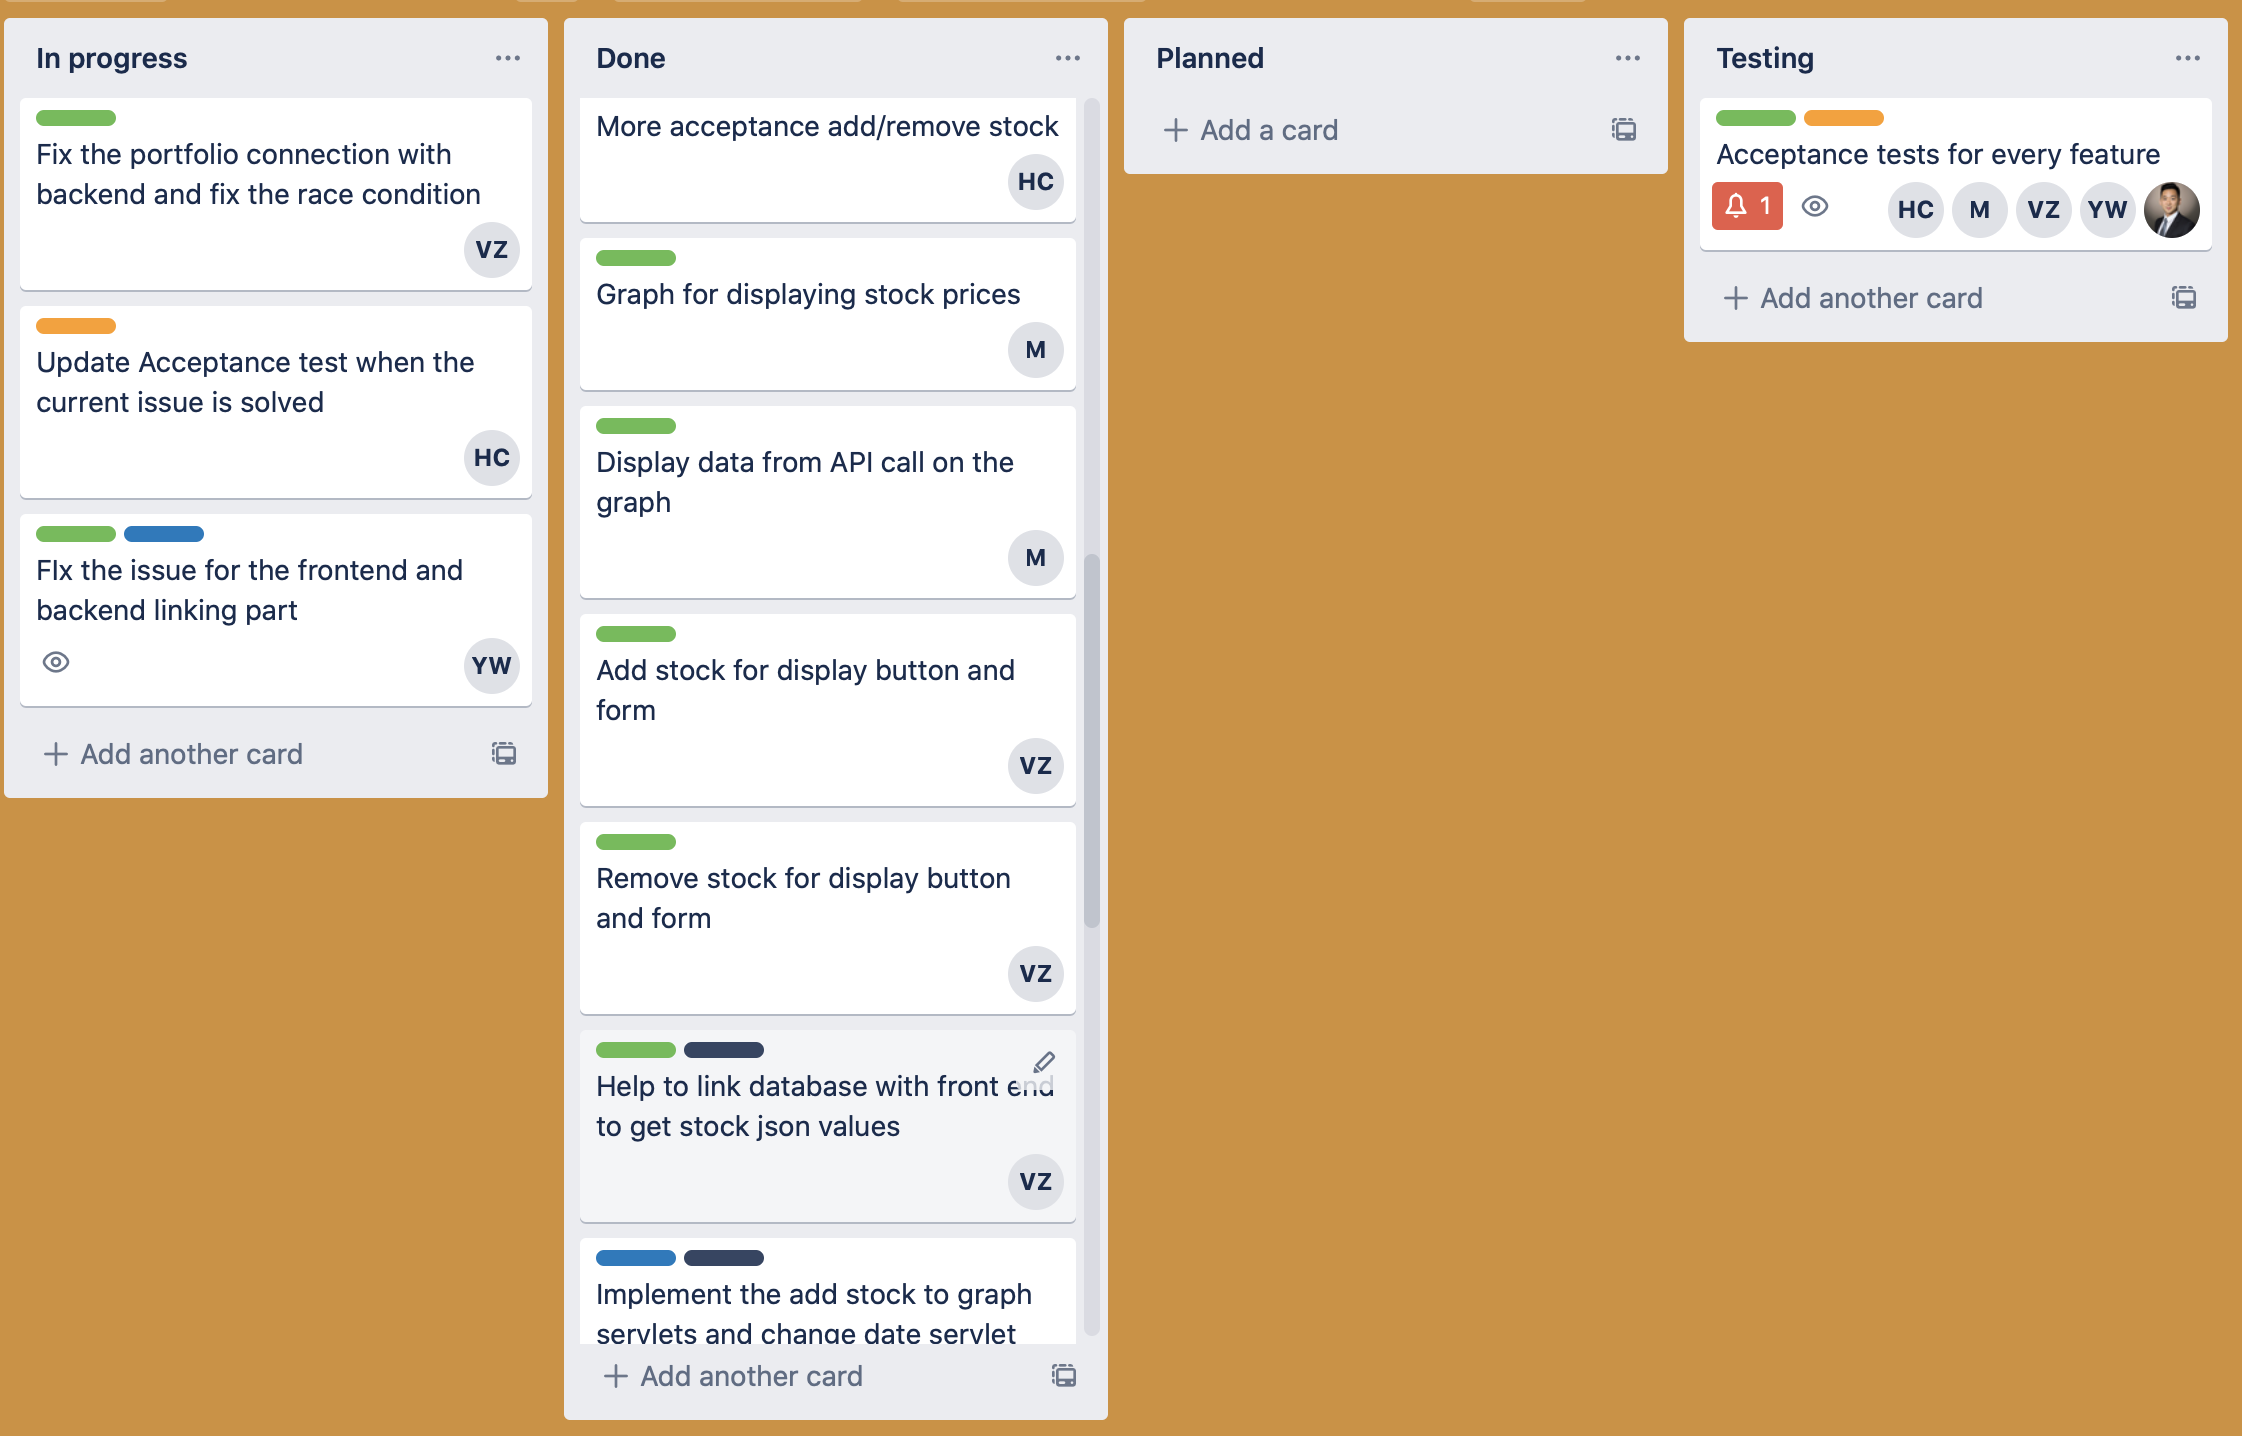 In progress
Fix the portfolio connection with
backend and fix the race condition
VZ
Update Acceptance test when the
current issue is solved
HC
FIx the issue for the frontend and
backend linking part
YW
Add another card
Done
More acceptance add/remove stock
HC
Graph for displaying stock prices
M
Display data from API call on the
graph
M
Add stock for display button and
form
VZ
Remove stock for display button
and form
VZ
Help to link database with front end
to get stock json values
VZ
Implement the add stock to graph
servlets and change date servlet
Add another card
Planned
Add a card
Testing
Acceptance tests for every feature
1
HC M VZ YW
Add another card